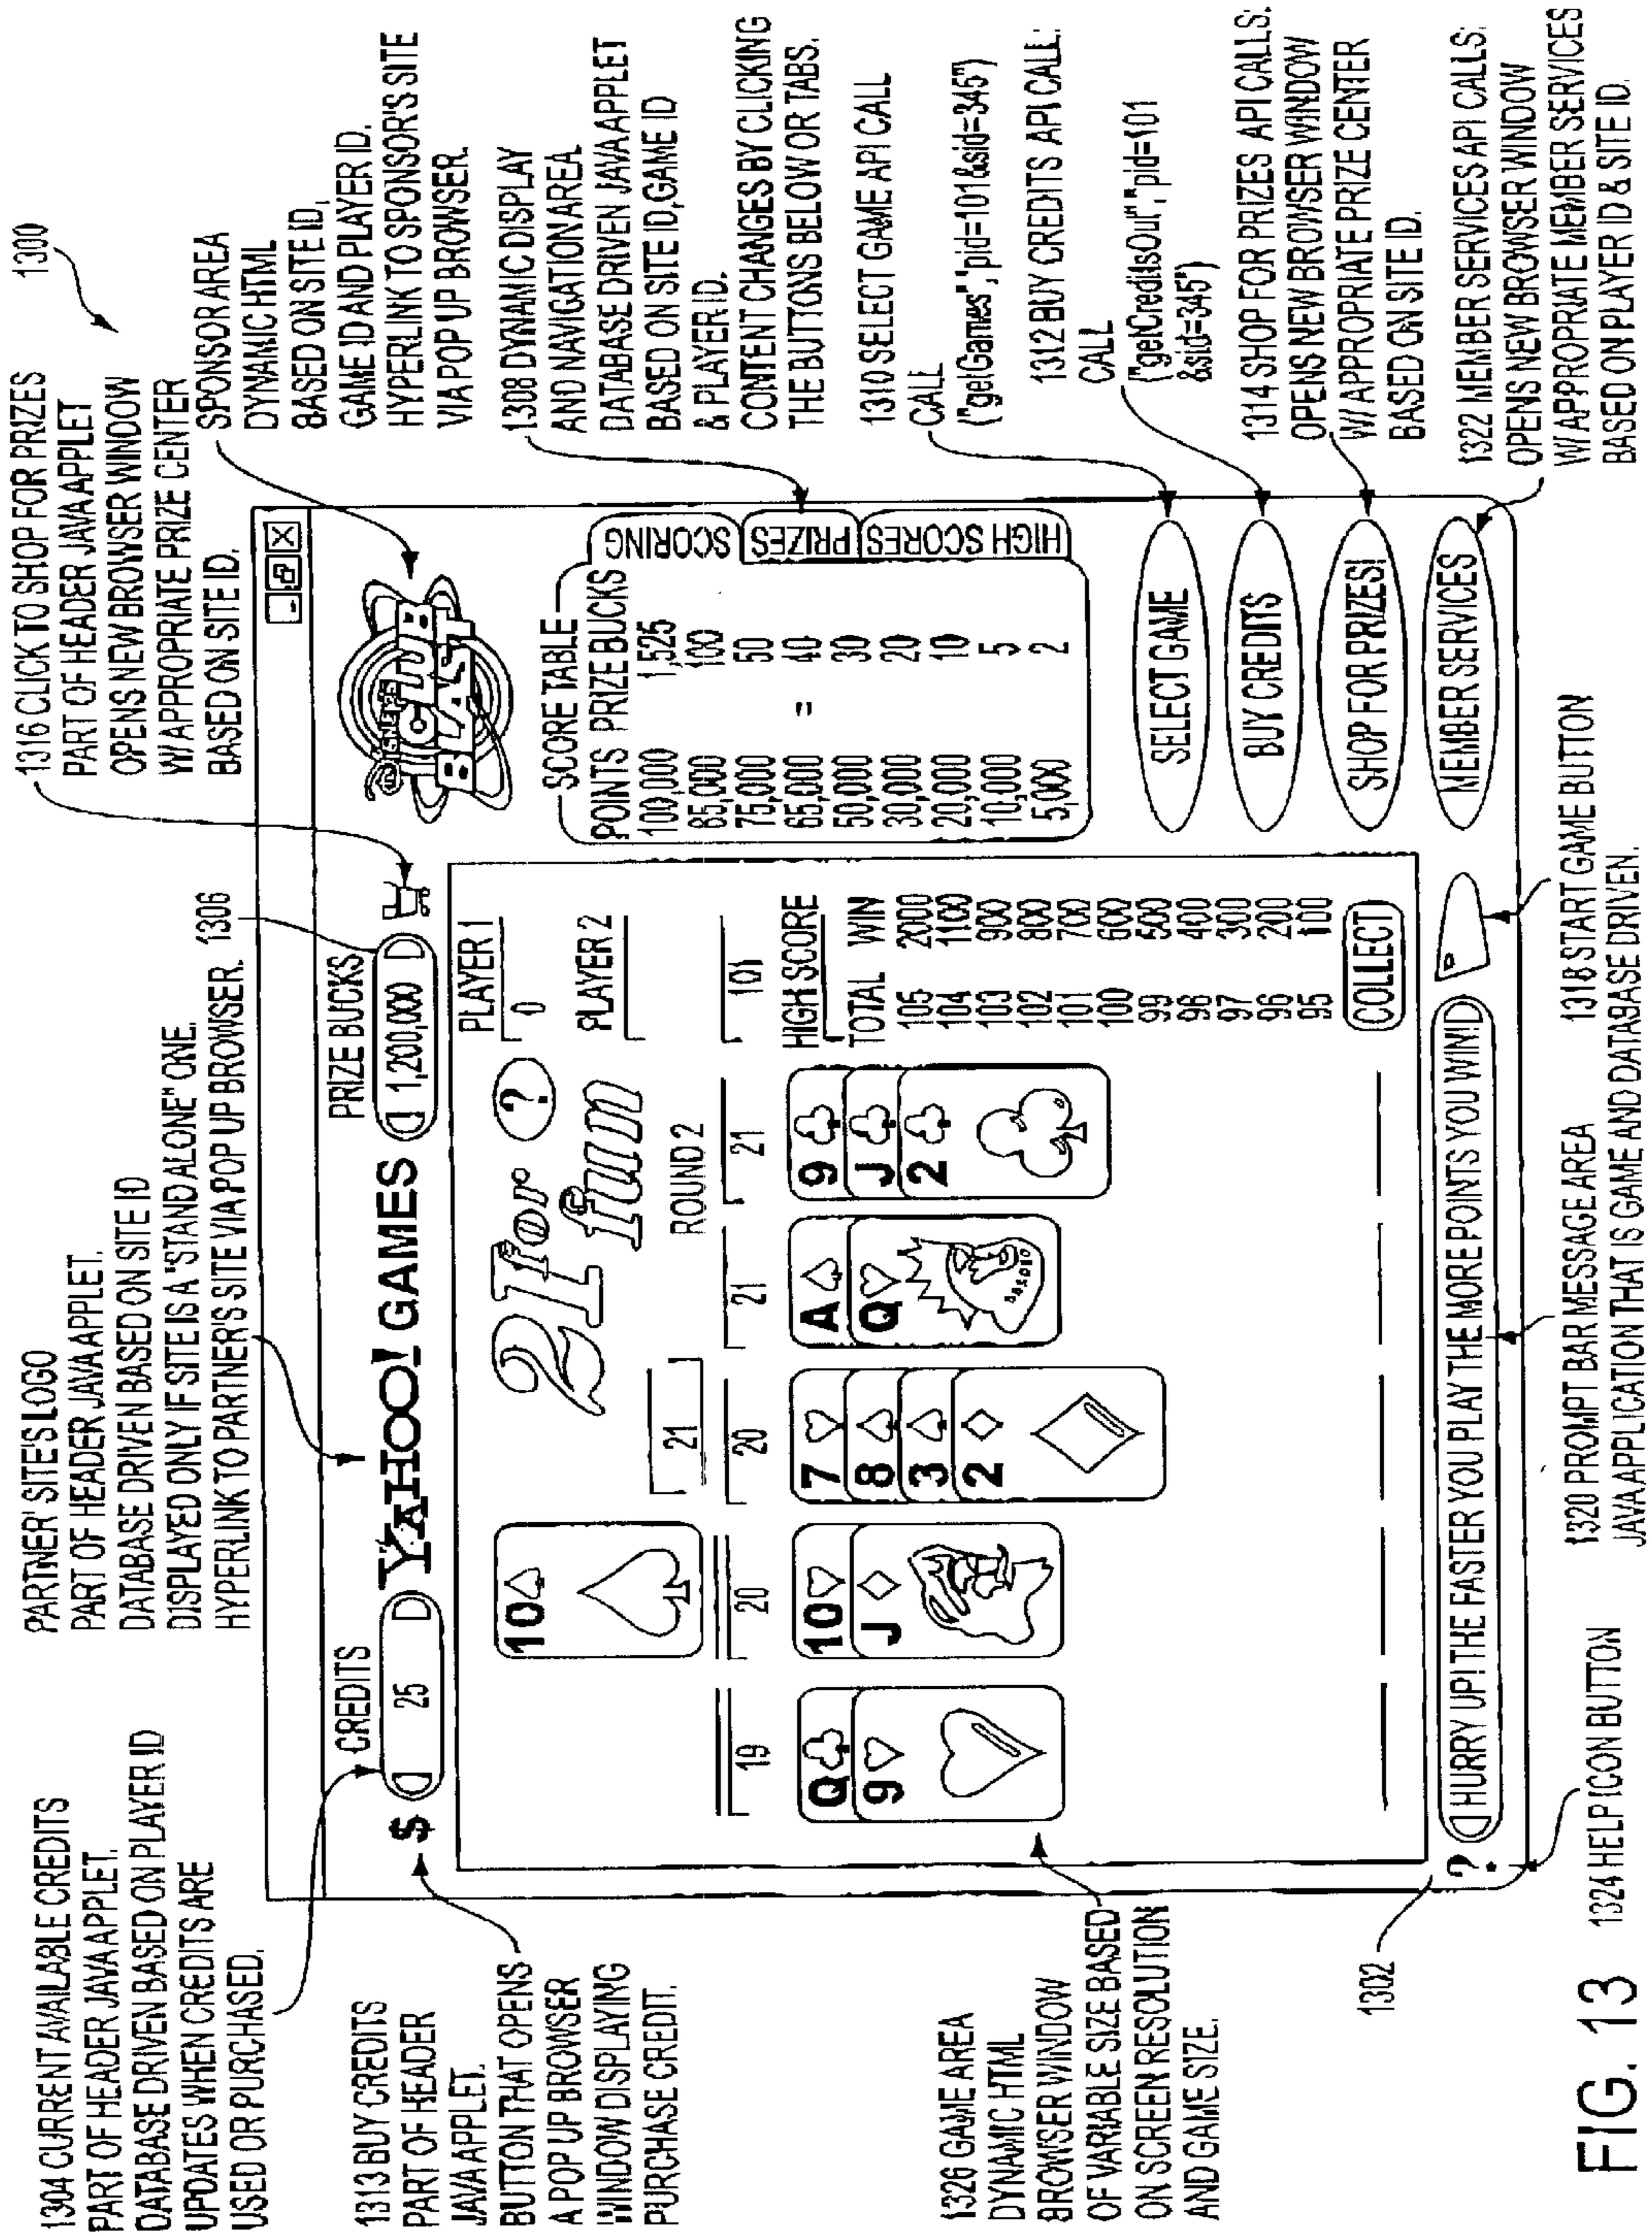 1304 CURRENT AVAILABLE CREDITS
PART OF HEADER JAVA APPLET.
DATABASE DRIVEN BASED ON PLAYER ID
UPDATES WHEN CREDITS ARE
USED OR PURCHASED.
PARTNER' SITE'S LOGO
PART OF HEADER JAVA APPLET.
DATABASE DRIVEN BASED ON SITE ID
DISPLAYED ONLY IF SITE IS A "STAND ALONE" ONE.
HYPERLINK TO PARTNER'S SITE VIA POP UP BROWSER.
1306
1316 CLICK TO SHOP FOR PRIZES
PART OF HEADER JAVA APPLET
OPENS NEW BROWSER WINDOW
W/ APPROPRIATE PRIZE CENTER
BASED ON SITE ID.
1300
SPONSOR AREA
DYNAMIC HTML
BASED ON SITE ID,
GAME ID AND PLAYER ID.
HYPERLINK TO SPONSOR'S SITE
VIA POP UP BROWSER.
1308 DYNAMIC DISPLAY
AND NAVIGATION AREA
DATABASE DRIVEN JAVA APPLET
BASED ON SITE ID, GAME ID
& PLAYER ID.
CONTENT CHANGES BY CLICKING
THE BUTTONS BELOW OR TABS.
1310 SELECT GAME API CALL
CALL
("getGames","pid=101&sid=345")
1312 BUY CREDITS API CALL:
CALL
("getCreditsOur","pid=101
&sid=345")
1314 SHOP FOR PRIZES API CALLS:
OPENS NEW BROWSER WINDOW
W/ APPROPRIATE PRIZE CENTER
BASED ON SITE ID.
1322 MEMBER SERVICES API CALLS:
OPENS NEW BROWSER WINDOW
W/ APPROPRIATE MEMBER SERVICES
BASED ON PLAYER ID & SITE ID.
1313 BUY CREDITS
PART OF HEADER
JAVA APPLET.
BUTTON THAT OPENS
A POP UP BROWSER
WINDOW DISPLAYING
PURCHASE CREDIT.
1326 GAME AREA
DYNAMIC HTML
BROWSER WINDOW
OF VARIABLE SIZE BASED
ON SCREEN RESOLUTION
AND GAME SIZE.
1302
CREDITS
$ 25
YAHOO! GAMES
PRIZE BUCKS
1,200,000
DISNEY'S
TUB
BLAST
SCORE TABLE
POINTS PRIZE BUCKS
100,000 1,525
85,000 100
75,000 50
65,000 = 40
50,000 30
30,000 20
20,000 10
10,000 5
5,000 2
SCORING
PRIZES
HIGH SCORES
10
21 for fun
?
PLAYER 1
0
PLAYER 2
21
ROUND 2
19 20 20 21 21 101
Q 9
10 J
7 8 3 2
A Q
9 J 2
HIGH SCORE
TOTAL WIN
105 2000
104 1100
103 900
102 800
101 700
100 600
99 500
98 400
97 300
96 200
95 100
COLLECT
SELECT GAME
BUY CREDITS
SHOP FOR PRIZES!
MEMBER SERVICES
? HURRY UP! THE FASTER YOU PLAY THE MORE POINTS YOU WIN!
1324 HELP ICON BUTTON
1320 PROMPT BAR MESSAGE AREA
JAVA APPLICATION THAT IS GAME AND DATABASE DRIVEN.
1318 START GAME BUTTON
FIG. 13